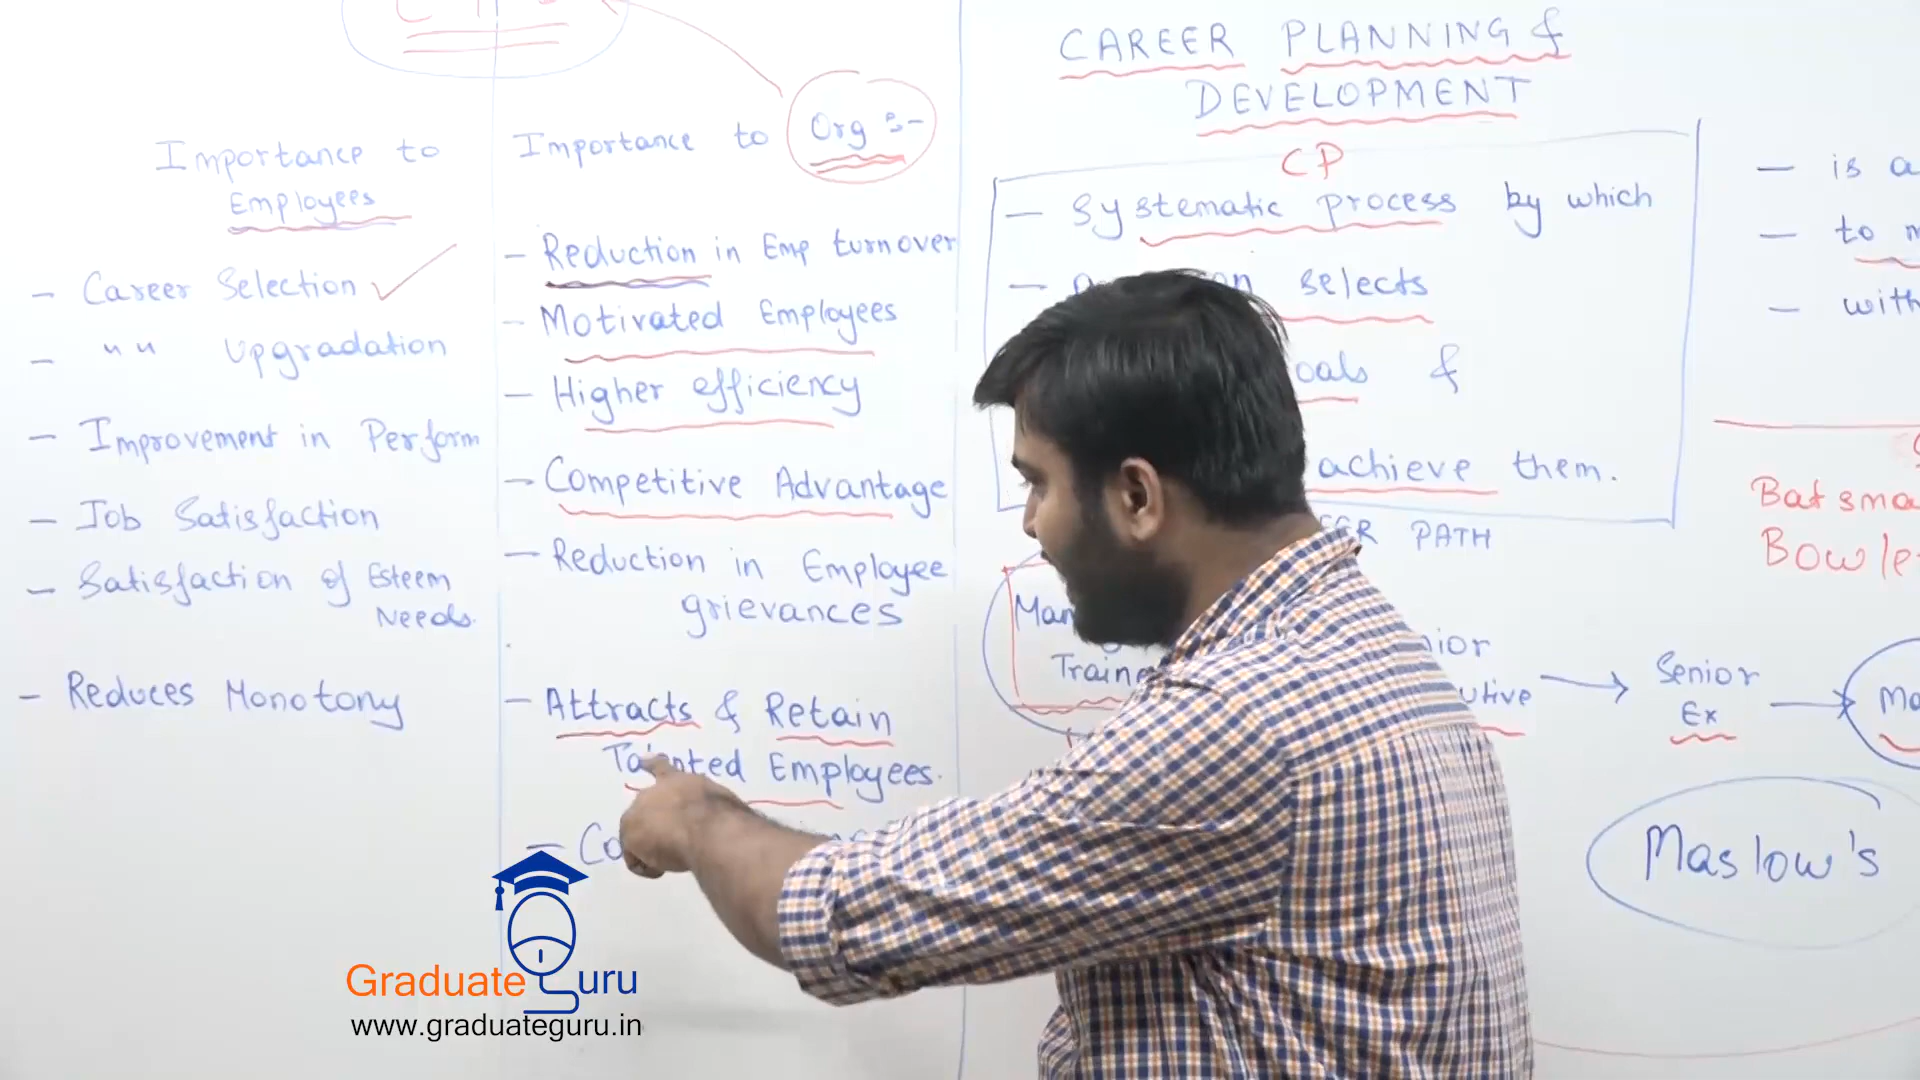 Importance to
Employees
- Career Selection ✓
- " " Upgradation
- Improvement in Perform
- Job Satisfaction
- Satisfaction of Esteem
Needs.
- Reduces Monotony
Importance to Org :-
- Reduction in Emp turnover
- Motivated Employees
- Higher efficiency
- Competitive Advantage
- Reduction in Employee
grievances
- Attracts & Retain
Talented Employees.
CAREER PLANNING &
DEVELOPMENT
CP
- Systematic process by which
- selects
&
achieve them.
PATH
Senior
Ex
Maslow's
- is
- to
Graduate Guru
www.graduateguru.in